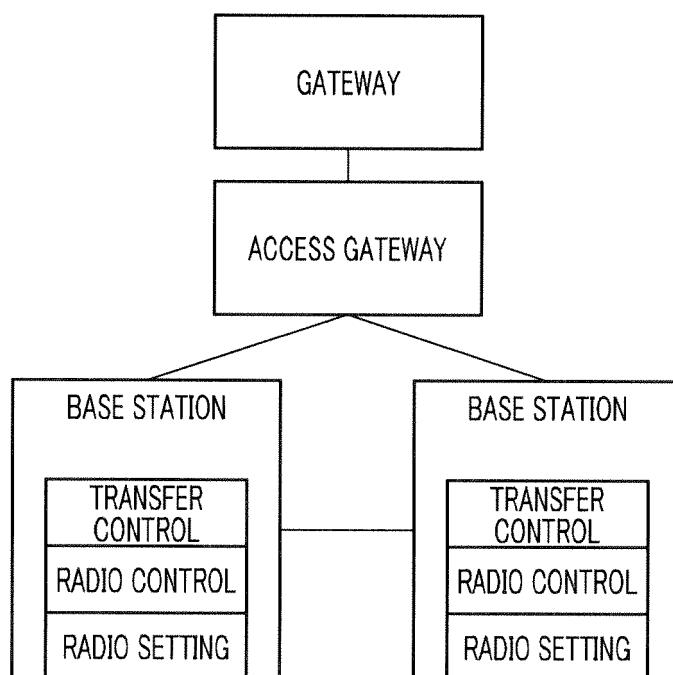 GATEWAY
ACCESS GATEWAY
BASE STATION
TRANSFER
CONTROL
RADIO CONTROL
RADIO SETTING
BASE STATION
TRANSFER
CONTROL
RADIO CONTROL
RADIO SETTING